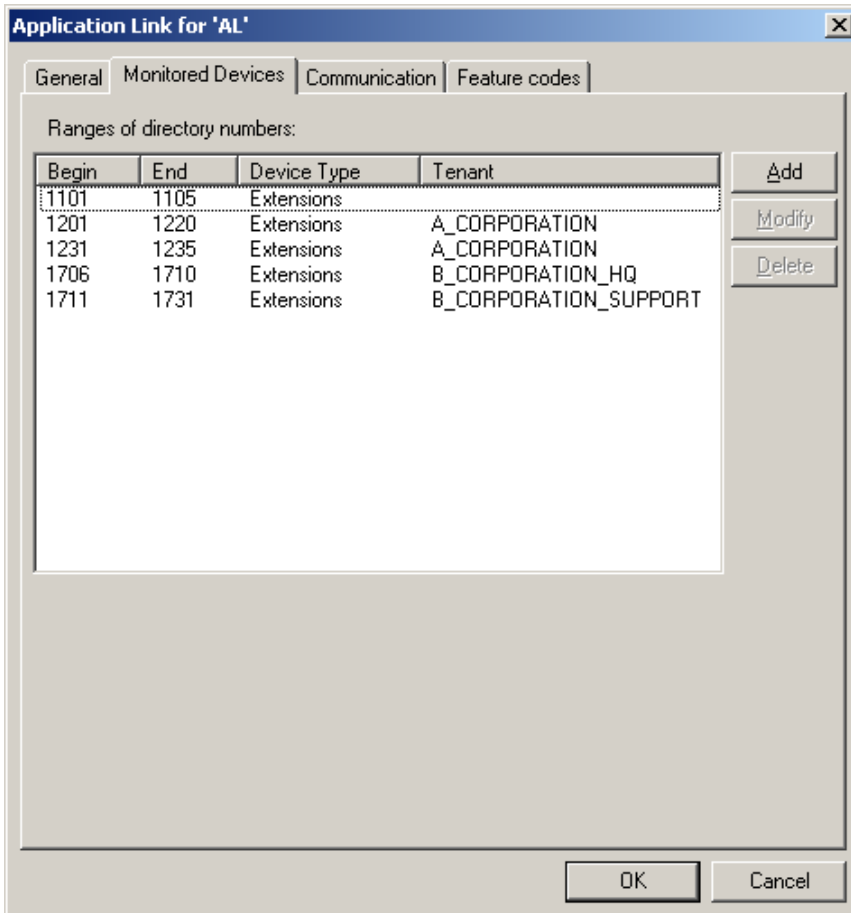 Application Link for 'AL'
General Monitored Devices Communication Feature codes
Ranges of directory numbers:
Begin End Device Type Tenant
1101 1105 Extensions
1201 1220 Extensions A_CORPORATION
1231 1235 Extensions A_CORPORATION
1706 1710 Extensions B_CORPORATION_HQ
1711 1731 Extensions B_CORPORATION_SUPPORT
Add
Modify
Delete
OK Cancel